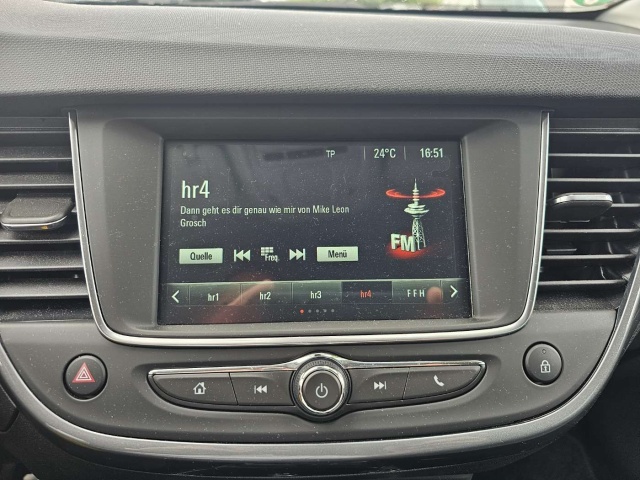 TP 24°C 16:51
hr4
Dann geht es dir genau wie mir von Mike Leon
Grosch
FM
Quelle Freq. Menü
hr1 hr2 hr3 hr4 FFH